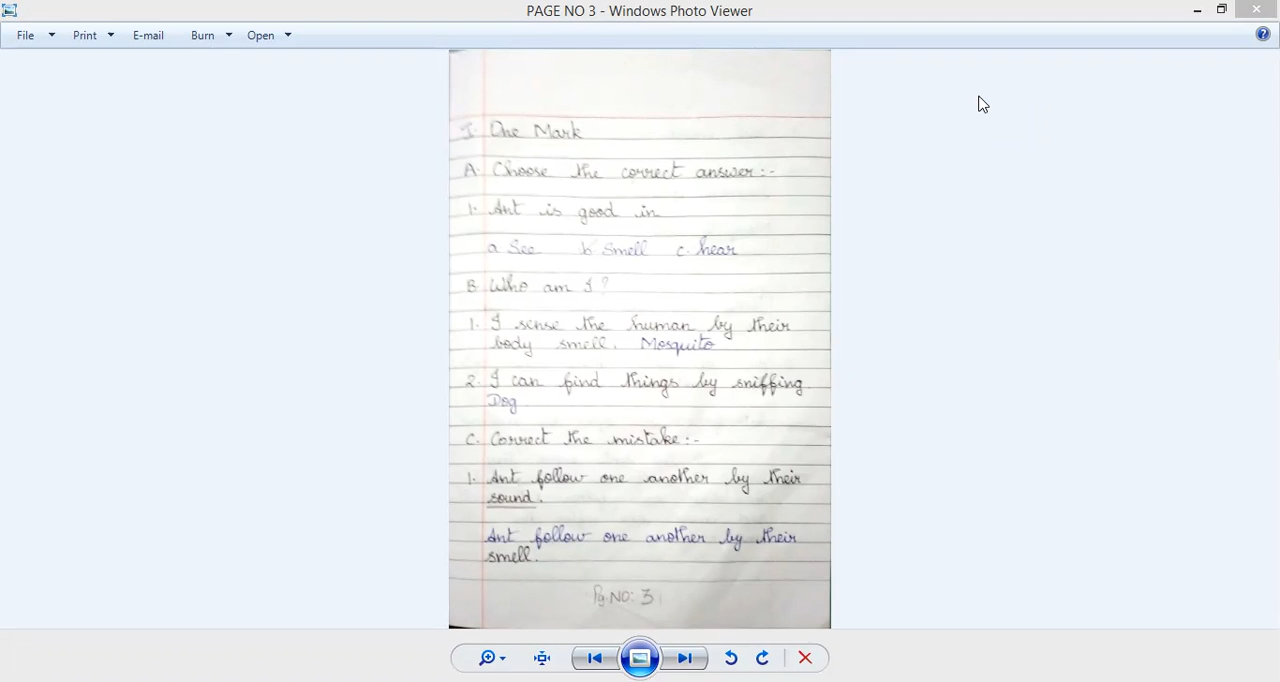 PAGE NO 3 - Windows Photo Viewer
File Print E-mail Burn Open
I. One Mark
A. Choose the correct answer:-
1. Ant is good in
a See b Smell c. hear
B. Who am I?
1. I sense the human by their
body smell. Mosquito
2. I can find things by sniffing.
Dog
C. Correct the mistake:-
1. Ant follow one another by their
sound.
Ant follow one another by their
smell.
Pg.NO: 3